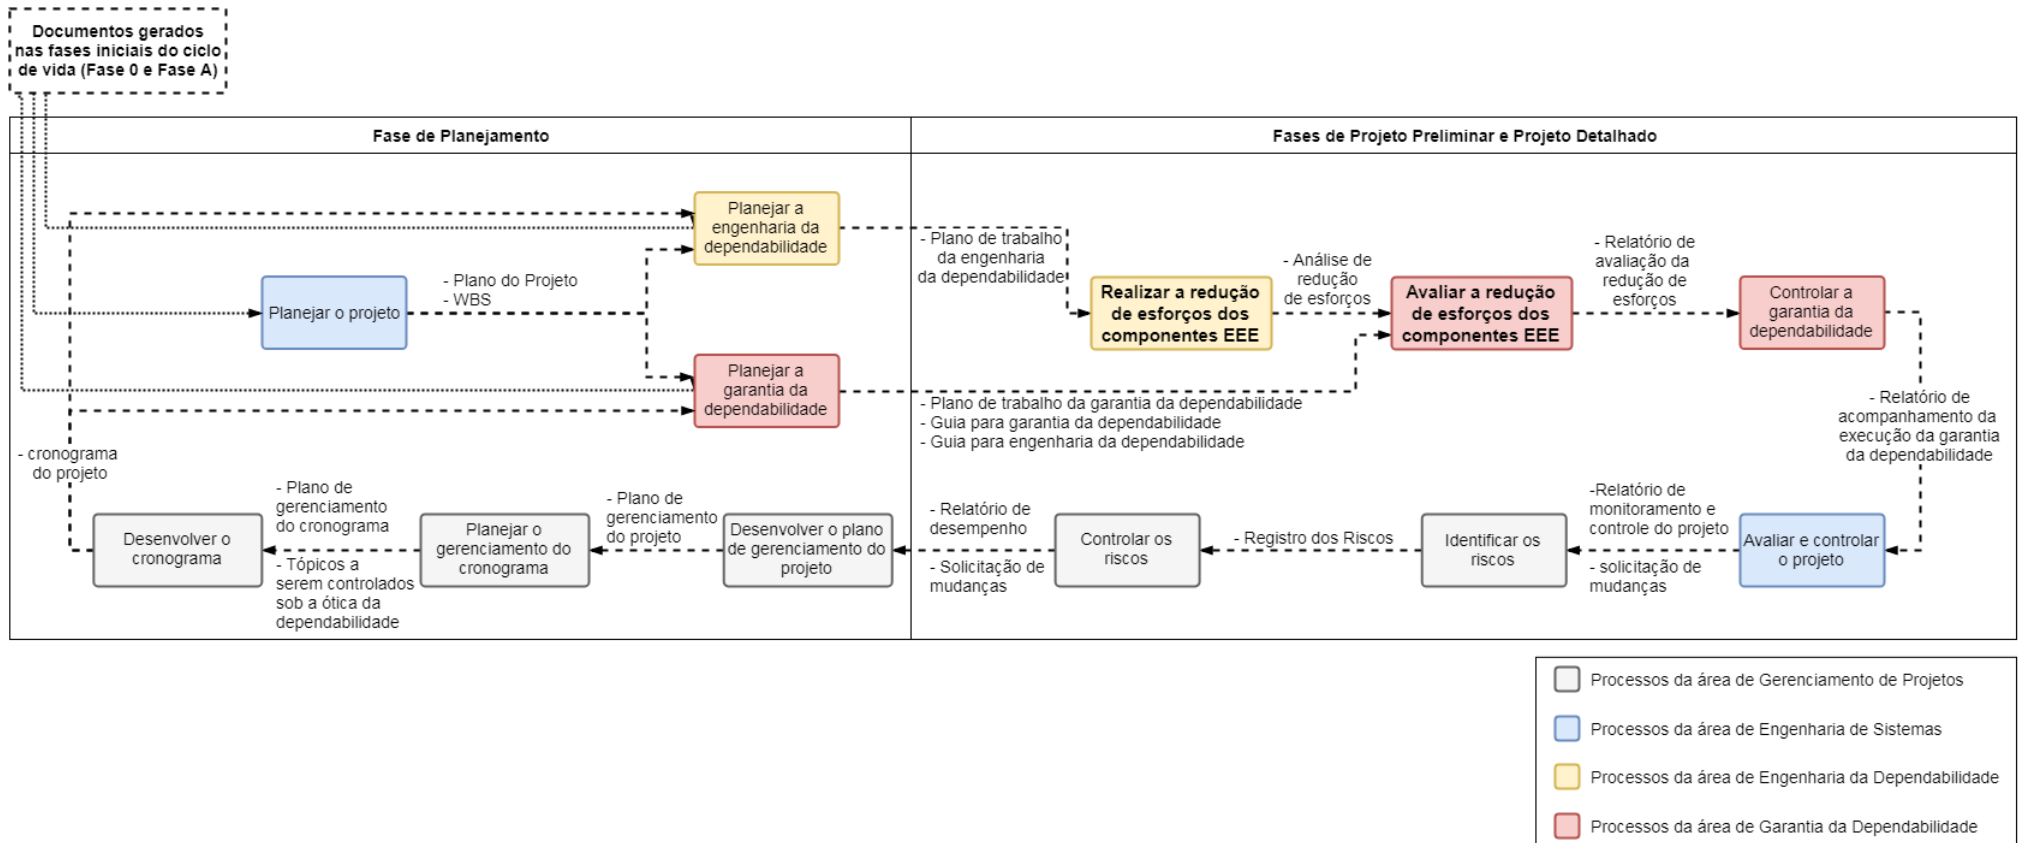 Documentos gerados
nas fases iniciais do ciclo
de vida (Fase 0 e Fase A)
Fase de Planejamento
Fases de Projeto Preliminar e Projeto Detalhado
Planejar a
engenharia da
dependabilidade
Planejar o projeto
- Plano do Projeto
- WBS
Planejar a
garantia da
dependabilidade
- Plano de trabalho
da engenharia
da dependabilidade
Realizar a redução
de esforços dos
componentes EEE
- Análise de
redução
de esforços
Avaliar a redução
de esforços dos
componentes EEE
- Relatório de
avaliação da
redução de
esforços
Controlar a
garantia da
dependabilidade
- Plano de trabalho da garantia da dependabilidade
- Guia para garantia da dependabilidade
- Guia para engenharia da dependabilidade
- Relatório de
acompanhamento da
execução da garantia
da dependabilidade
- cronograma
do projeto
Desenvolver o
cronograma
- Plano de
gerenciamento
do cronograma
- Tópicos a
serem controlados
sob a ótica da
dependabilidade
Planejar o
gerenciamento do
cronograma
- Plano de
gerenciamento
do projeto
Desenvolver o plano
de gerenciamento do
projeto
- Relatório de
desempenho
- Solicitação de
mudanças
Controlar os
riscos
- Registro dos Riscos
Identificar os
riscos
-Relatório de
monitoramento e
controle do projeto
- solicitação de
mudanças
Avaliar e controlar
o projeto
Processos da área de Gerenciamento de Projetos
Processos da área de Engenharia de Sistemas
Processos da área de Engenharia da Dependabilidade
Processos da área de Garantia da Dependabilidade